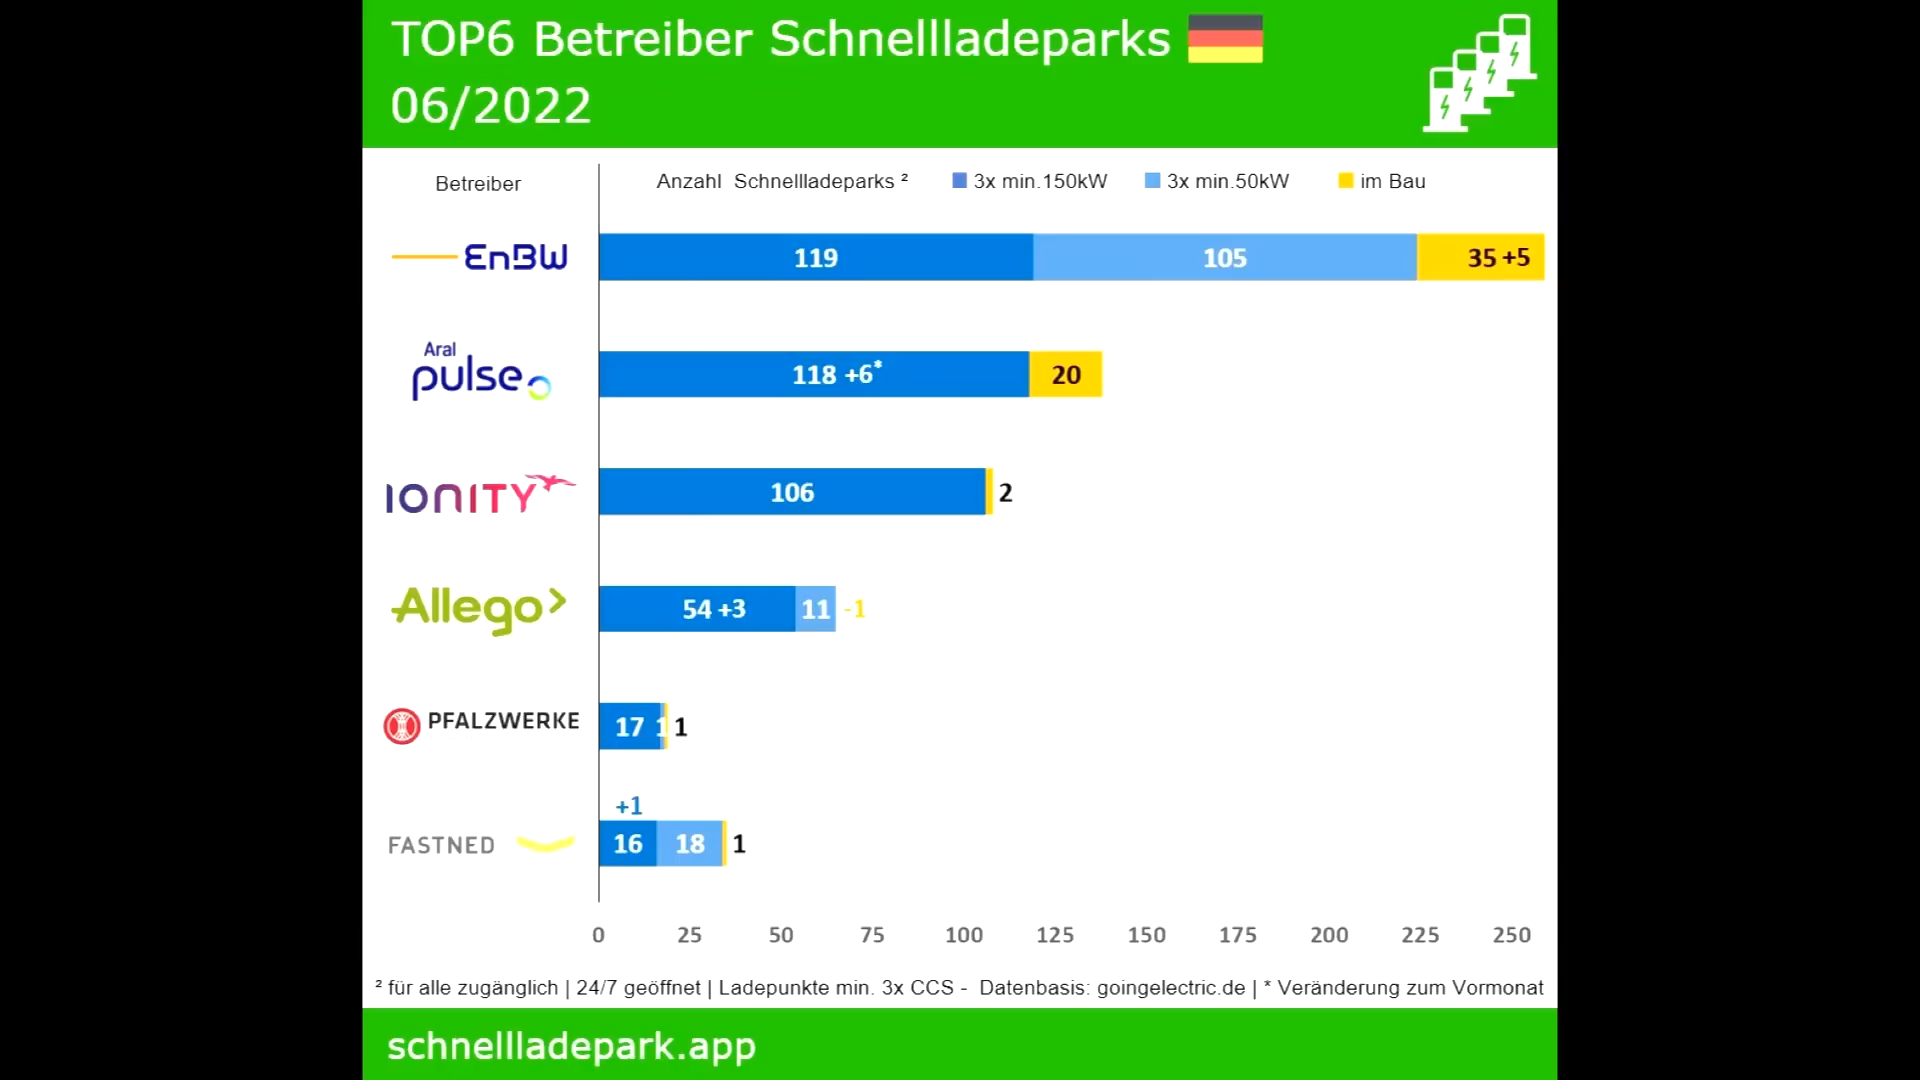 TOP6 Betreiber Schnellladeparks
06/2022
Betreiber
Anzahl Schnellladeparks ²
3x min.150kW
3x min.50kW
im Bau
EnBW
119
105
35 +5
Aral
pulse
118 +6*
20
IONITY
106
2
Allego
54 +3
11
-1
PFALZWERKE
17
1
1
+1
FASTNED
16
18
1
0 25 50 75 100 125 150 175 200 225 250
² für alle zugänglich | 24/7 geöffnet | Ladepunkte min. 3x CCS - Datenbasis: goingelectric.de | * Veränderung zum Vormonat
schnellladepark.app